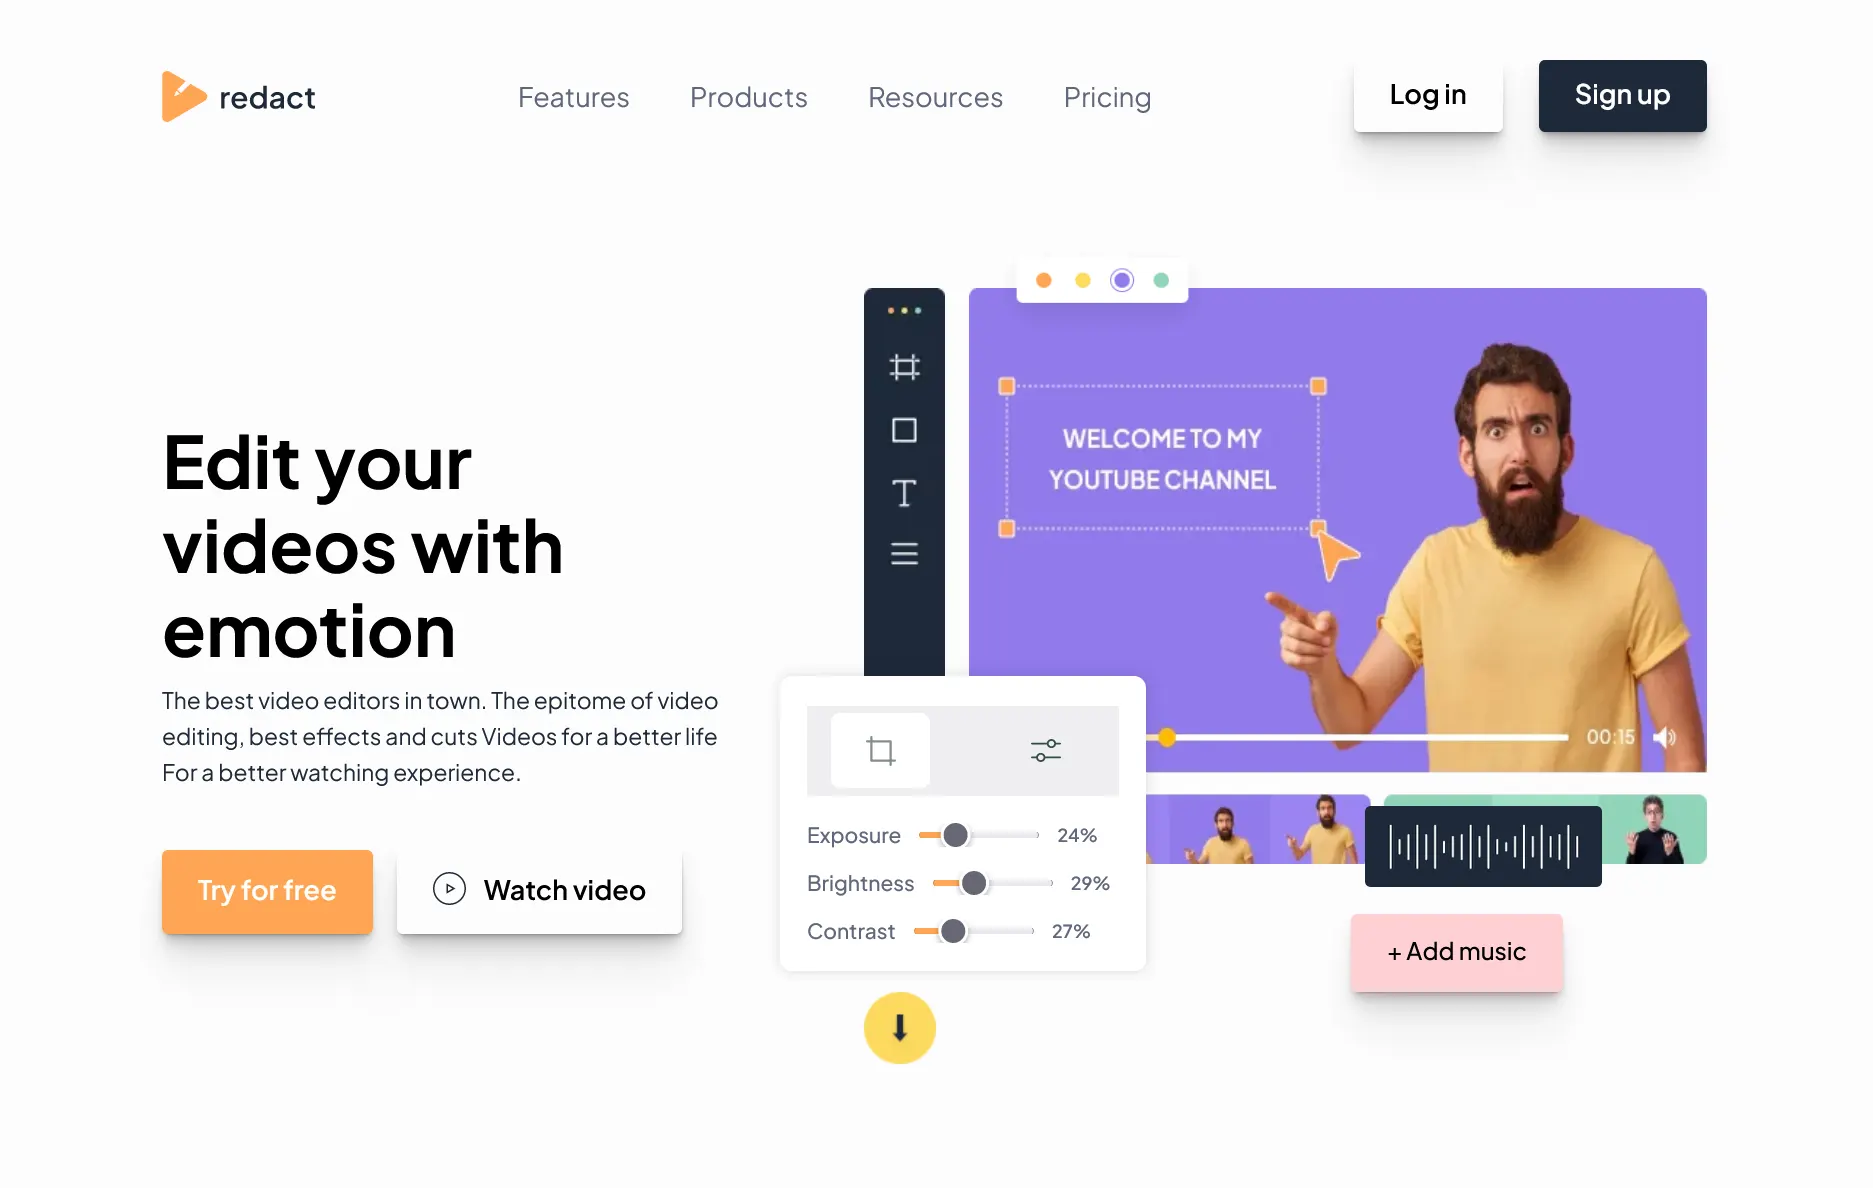 redact
Features
Products
Resources
Pricing
Log in
Sign up
Edit your
videos with
emotion
The best video editors in town. The epitome of video
editing, best effects and cuts Videos for a better life
For a better watching experience.
Try for free
Watch video
WELCOME TO MY
YOUTUBE CHANNEL
00:15
Exposure 24%
Brightness 29%
Contrast 27%
+ Add music